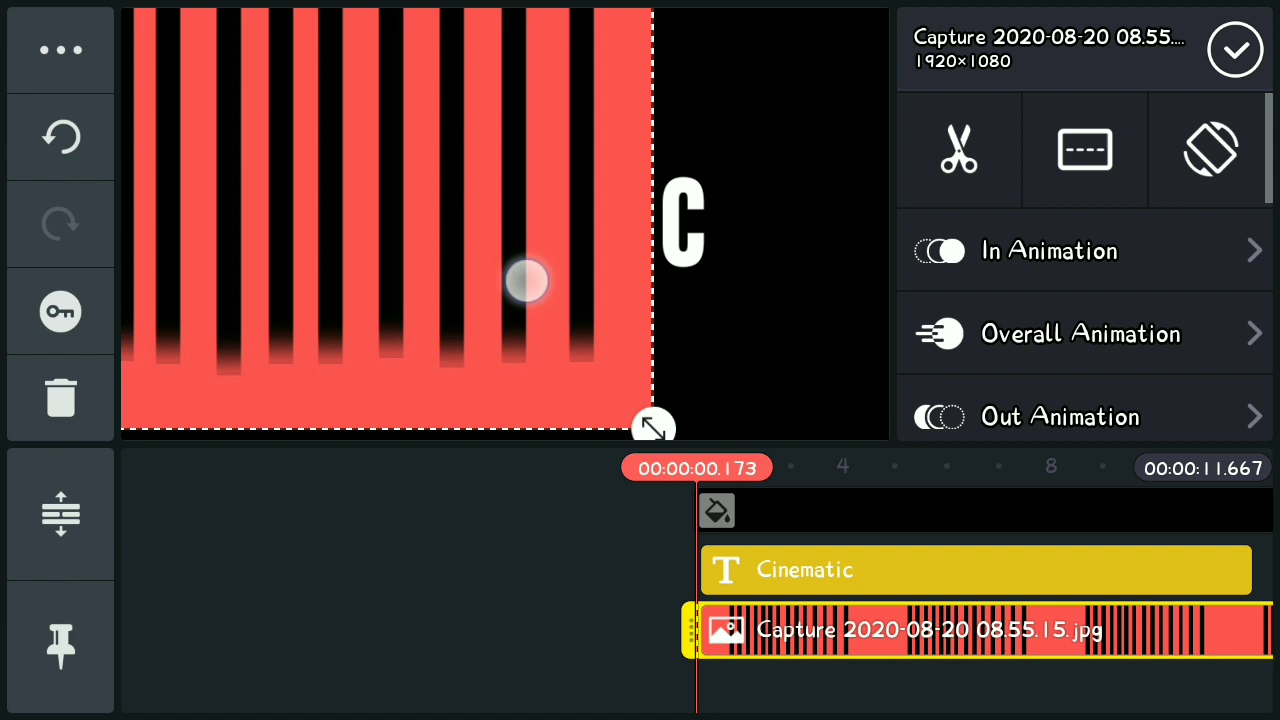 Capture 2020-08-20 08.55....
1920×1080
C
In Animation
Overall Animation
Out Animation
00:00:00.173
4
8
00:00:11.667
T Cinematic
Capture 2020-08-20 08.55.15.jpg